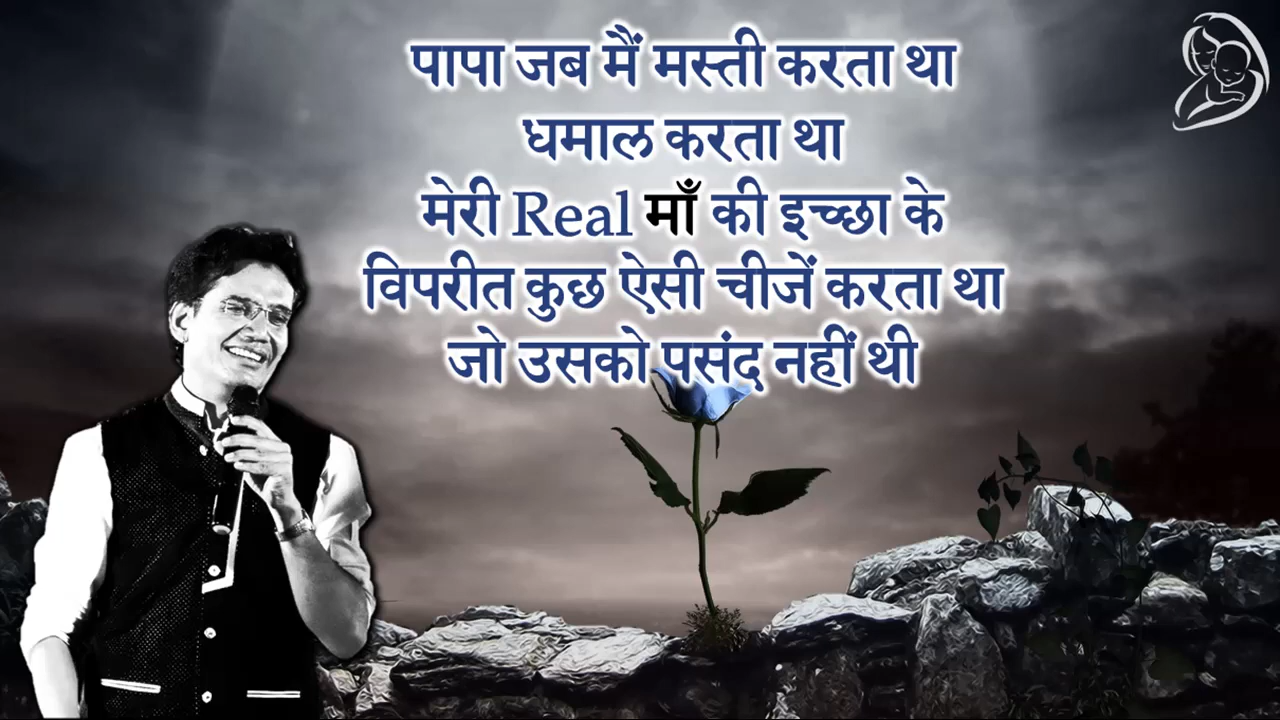 पापा जब मैं मस्ती करता था
धमाल करता था
मेरी Real माँ की इच्छा के
विपरीत कुछ ऐसी चीजें करता था
जो उसको पसंद नहीं थी